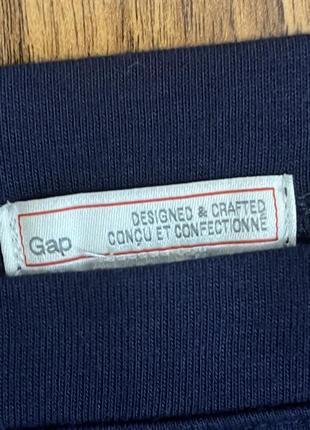 Gap
DESIGNED & CRAFTED
CONÇU ET CONFECTIONNÉ